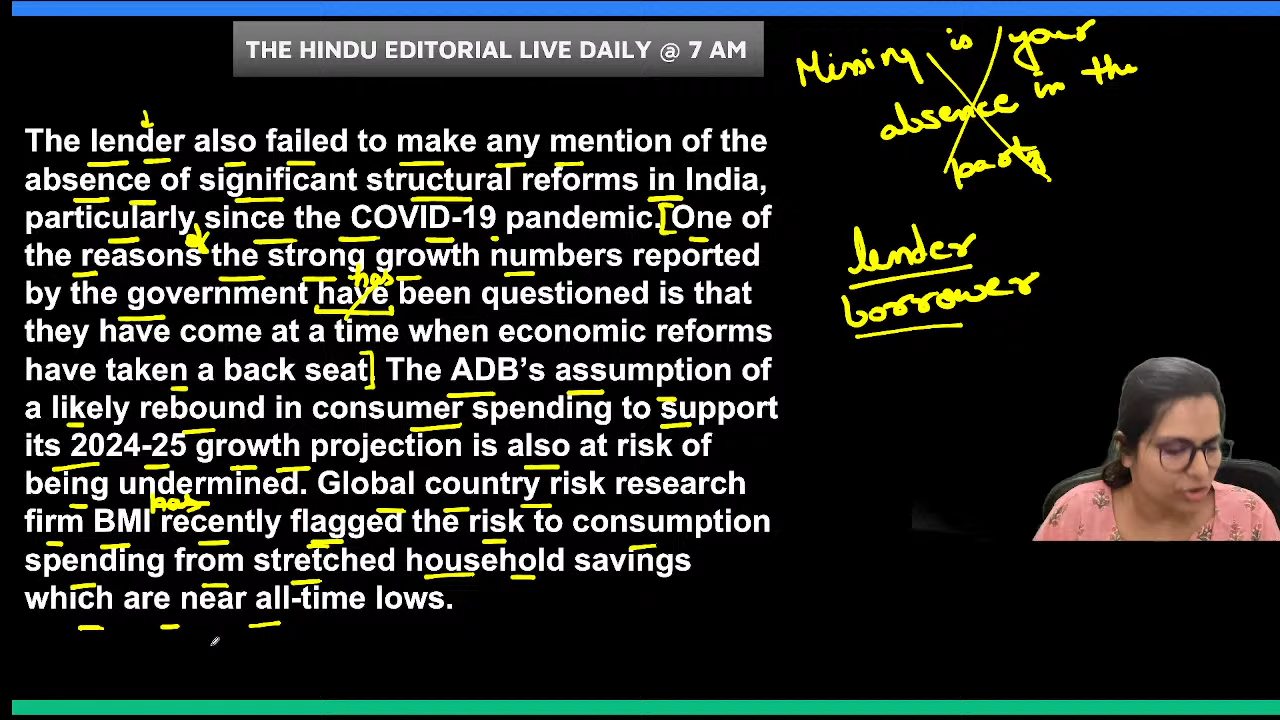 THE HINDU EDITORIAL LIVE DAILY @ 7 AM
The lender also failed to make any mention of the
absence of significant structural reforms in India,
particularly since the COVID-19 pandemic. [One of
the reasons the strong growth numbers reported
has
by the government have been questioned is that
they have come at a time when economic reforms
have taken a back seat]. The ADB's assumption of
a likely rebound in consumer spending to support
its 2024-25 growth projection is also at risk of
being undermined. Global country risk research
has
firm BMI recently flagged the risk to consumption
spending from stretched household savings
which are near all-time lows.
Missing is your
absence in the
lender
borrower